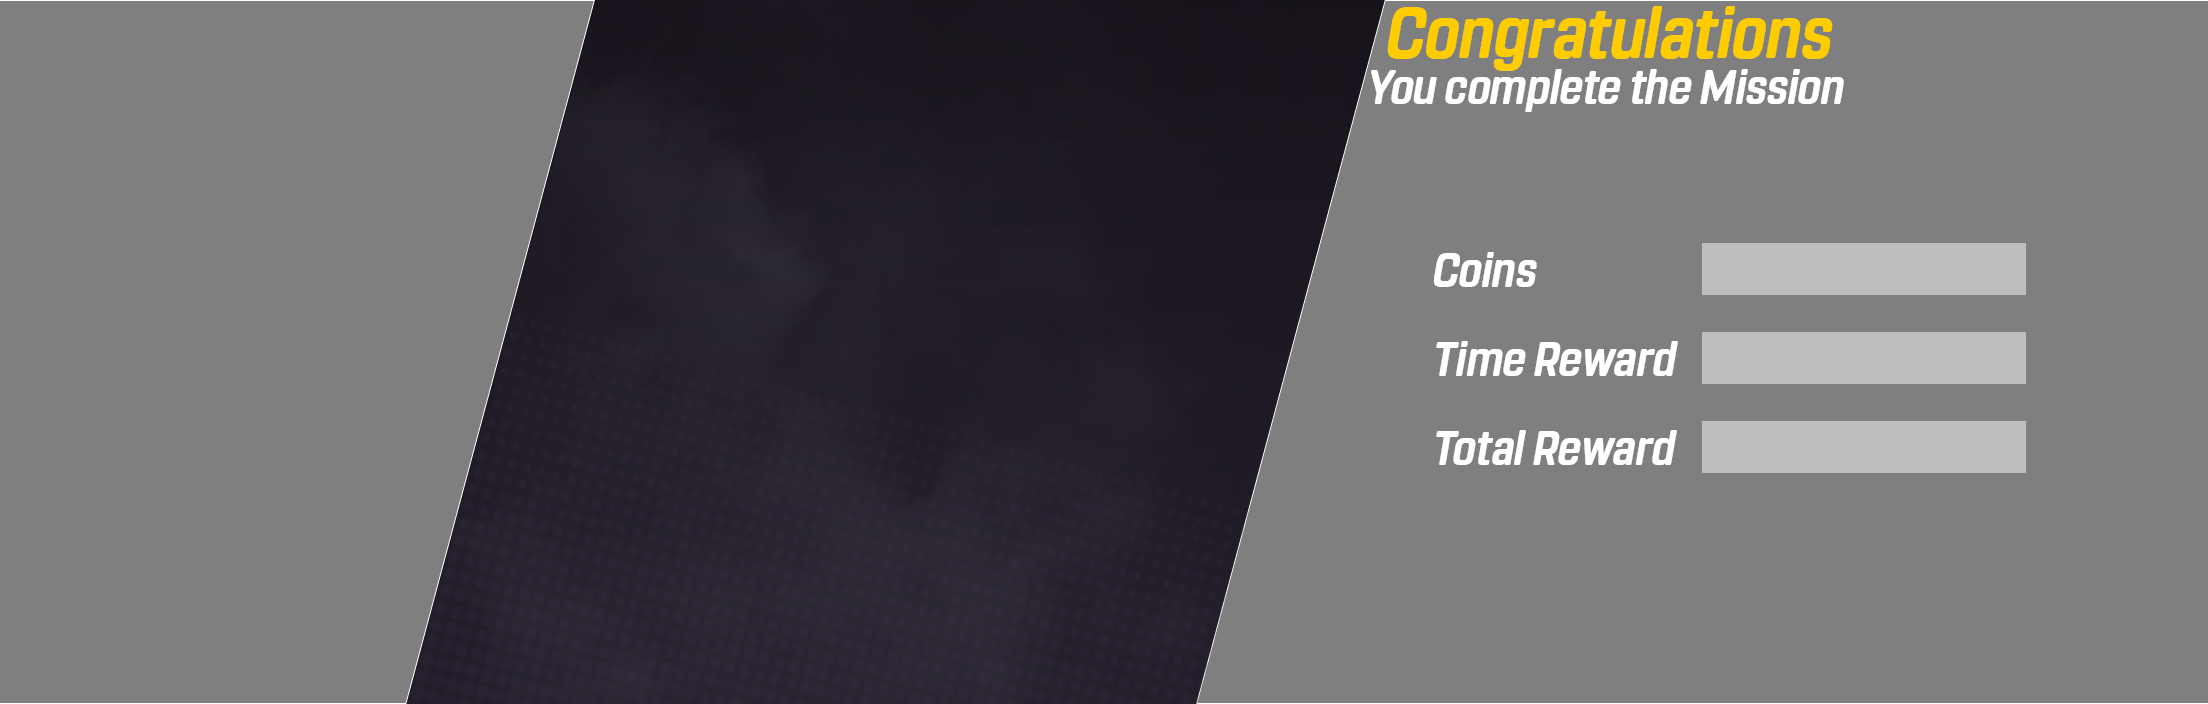 Congratulations
You complete the Mission
Coins
Time Reward
Total Reward